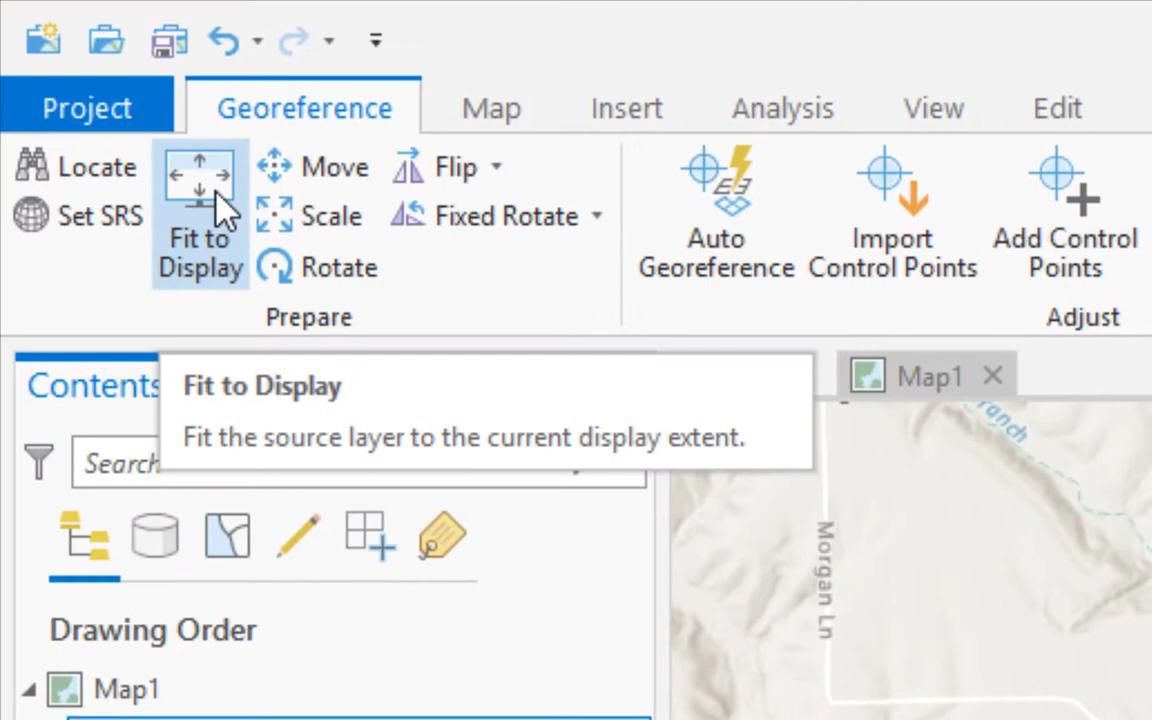 Project Georeference Map Insert Analysis View Edit
Locate Move Flip
Set SRS Scale Fixed Rotate
Fit to
Display
Rotate
Auto
Georeference
Import
Control Points
Add Control
Points
Prepare Adjust
Contents
Fit to Display
Fit the source layer to the current display extent.
Search
Map1
Morgan Ln
Drawing Order
Map1